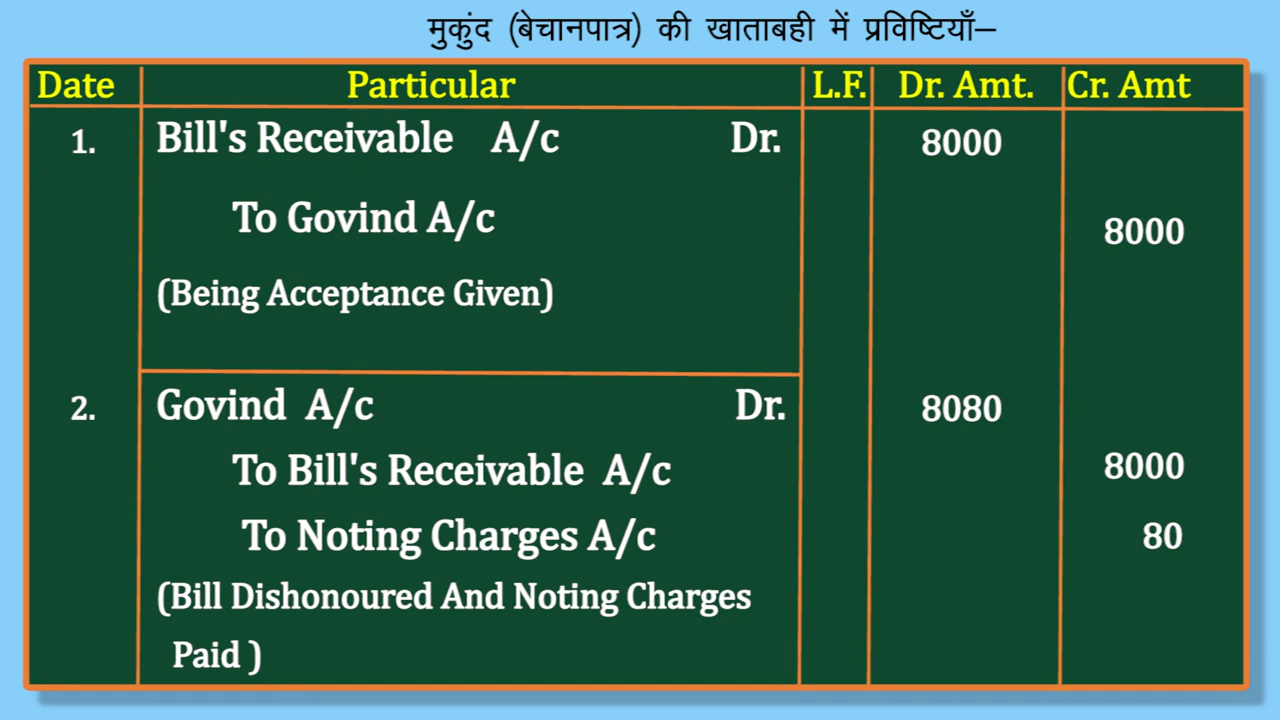 मुकुंद (बेचानपात्र) की खाताबही में प्रविष्टियाँ–
Date Particular L.F. Dr. Amt. Cr. Amt
1. Bill's Receivable A/c Dr. 8000
To Govind A/c 8000
(Being Acceptance Given)
2. Govind A/c Dr. 8080
To Bill's Receivable A/c 8000
To Noting Charges A/c 80
(Bill Dishonoured And Noting Charges
Paid )